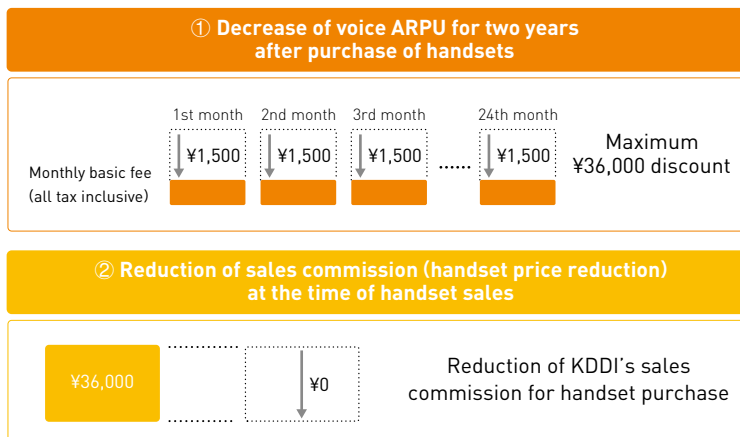 ① Decrease of voice ARPU for two years
after purchase of handsets
1st month 2nd month 3rd month 24th month
¥1,500 ¥1,500 ¥1,500 ...... ¥1,500
Maximum
¥36,000 discount
Monthly basic fee
(all tax inclusive)
② Reduction of sales commission (handset price reduction)
at the time of handset sales
¥36,000 ¥0
Reduction of KDDI's sales
commission for handset purchase